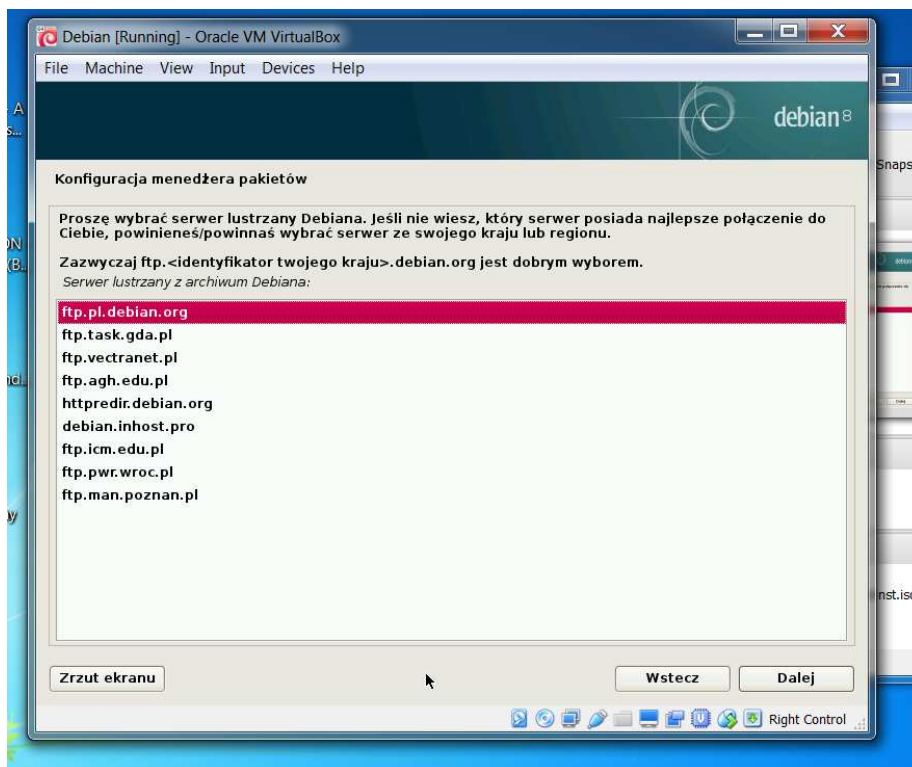 Debian [Running] - Oracle VM VirtualBox
File Machine View Input Devices Help
A
s...
debian 8
Snaps
Konfiguracja menedżera pakietów
Proszę wybrać serwer lustrzany Debiana. Jeśli nie wiesz, który serwer posiada najlepsze połączenie do
Ciebie, powinieneś/powinnaś wybrać serwer ze swojego kraju lub regionu.
ON
(B...
Zazwyczaj ftp.<identyfikator twojego kraju>.debian.org jest dobrym wyborem.
Serwer lustrzany z archiwum Debiana:
ftp.pl.debian.org
ftp.task.gda.pl
ftp.vectranet.pl
ftp.agh.edu.pl
httpredir.debian.org
debian.inhost.pro
ftp.icm.edu.pl
ftp.pwr.wroc.pl
ftp.man.poznan.pl
nst.iso
Zrzut ekranu
Wstecz
Dalej
Right Control